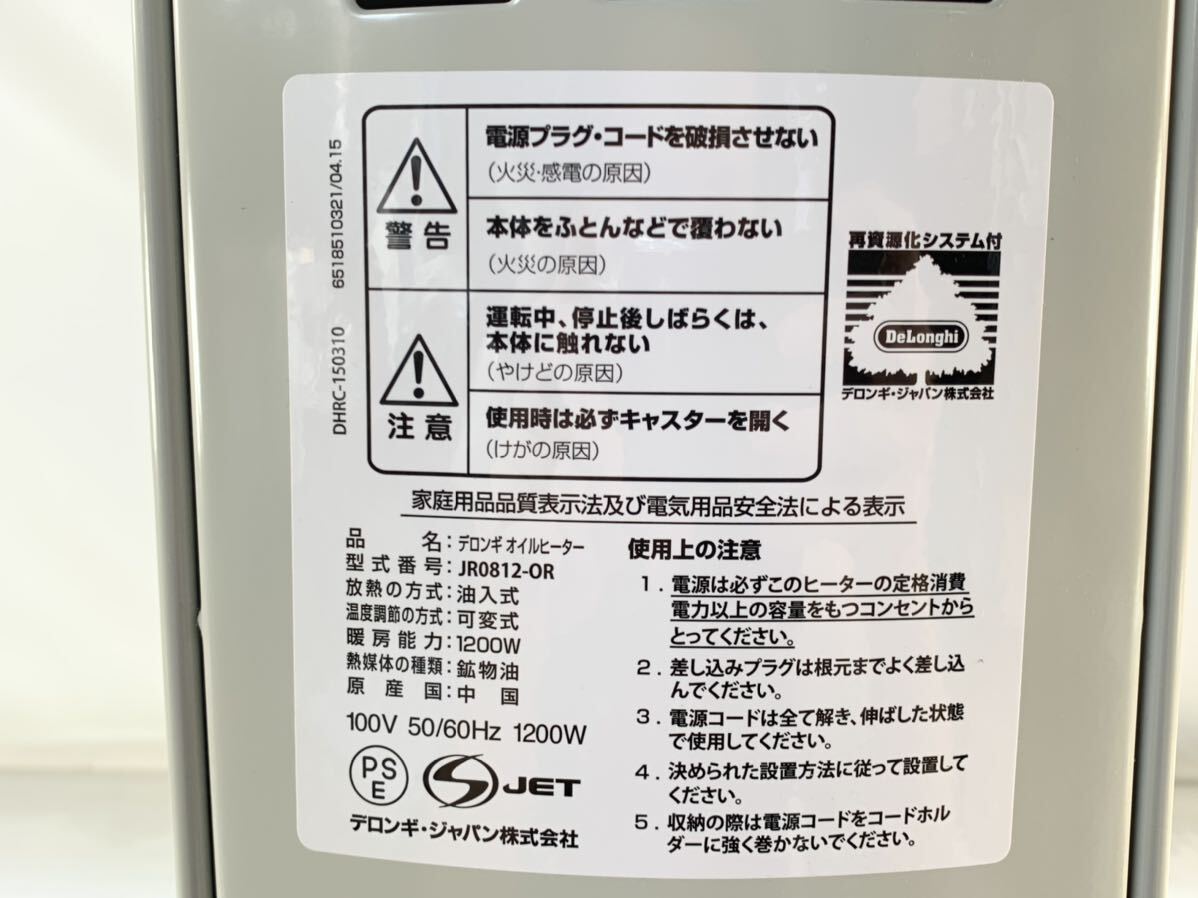 6518510321/04.15
DHRC-150310
警告
電源プラグ・コードを破損させない
(火災・感電の原因)
本体をふとんなどで覆わない
(火災の原因)
注意
運転中、停止後しばらくは、
本体に触れない
(やけどの原因)
使用時は必ずキャスターを開く
(けがの原因)
再資源化システム付
DeLonghi
デロンギ・ジャパン株式会社
家庭用品品質表示法及び電気用品安全法による表示
品名:デロンギ オイルヒーター
型式番号:JR0812-OR
放熱の方式:油入式
温度調節の方式:可変式
暖房能力:1200W
熱媒体の種類:鉱物油
原産国:中国
100V 50/60Hz 1200W
PS
E
JET
デロンギ・ジャパン株式会社
使用上の注意
1. 電源は必ずこのヒーターの定格消費
電力以上の容量をもつコンセントから
とってください。
2. 差し込みプラグは根元までよく差し込
んでください。
3. 電源コードは全て解き、伸ばした状態
で使用してください。
4. 決められた設置方法に従って設置して
ください。
5. 収納の際は電源コードをコードホル
ダーに強く巻かないでください。